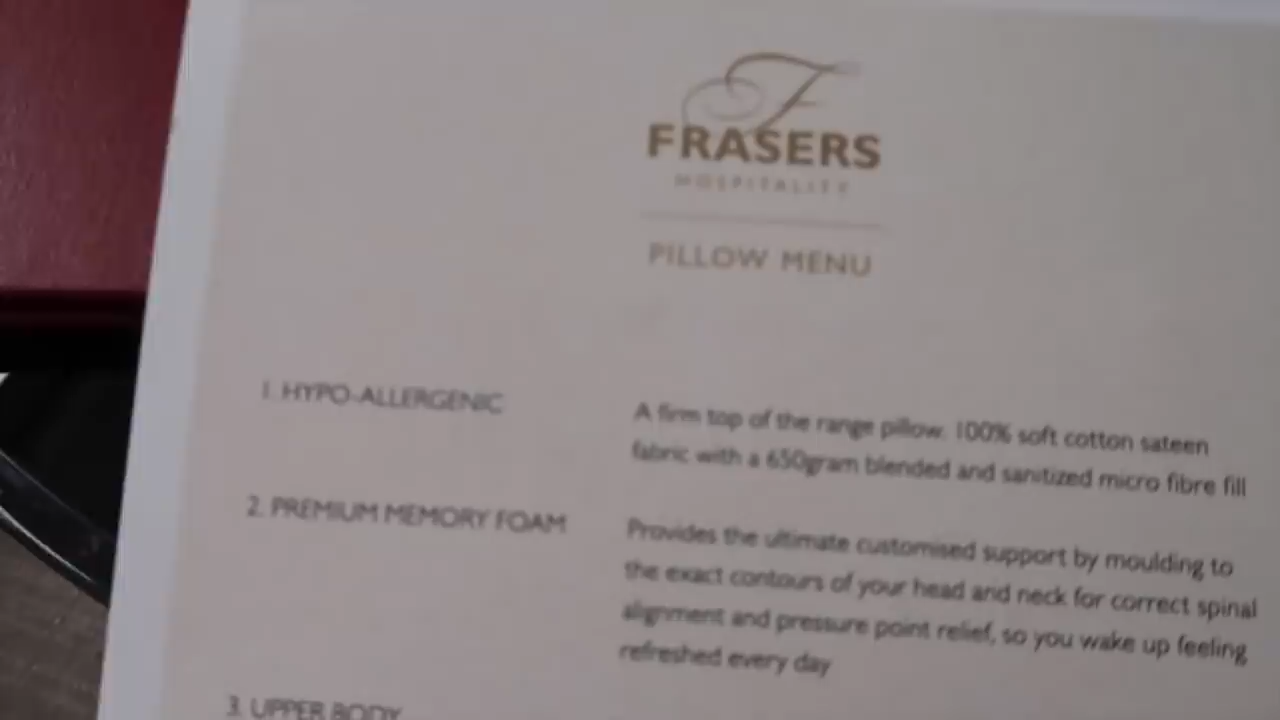 F
FRASERS
HOSPITALITY
PILLOW MENU
1. HYPO-ALLERGENIC
A firm top of the range pillow. 100% soft cotton sateen
fabric with a 650gram blended and sanitized micro fibre fill
2. PREMIUM MEMORY FOAM
Provides the ultimate customised support by moulding to
the exact contours of your head and neck for correct spinal
alignment and pressure point relief, so you wake up feeling
refreshed every day
3. UPPER BODY